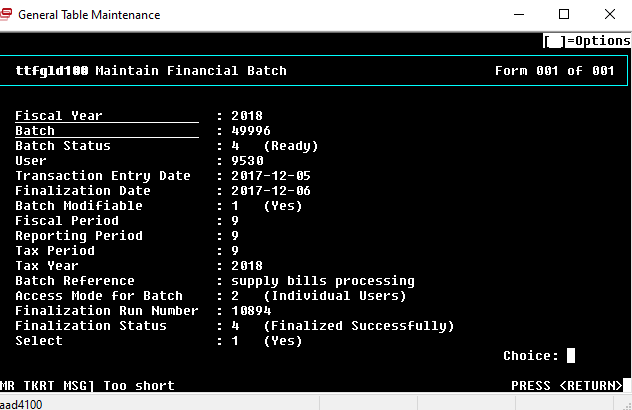 General Table Maintenance
[ ]=Options
ttfgld100 Maintain Financial Batch Form 001 of 001
Fiscal Year : 2018
Batch : 49996
Batch Status : 4 (Ready)
User : 9530
Transaction Entry Date : 2017-12-05
Finalization Date : 2017-12-06
Batch Modifiable : 1 (Yes)
Fiscal Period : 9
Reporting Period : 9
Tax Period : 9
Tax Year : 2018
Batch Reference : supply bills processing
Access Mode for Batch : 2 (Individual Users)
Finalization Run Number : 10894
Finalization Status : 4 (Finalized Successfully)
Select : 1 (Yes)
Choice:
MR TKRT MSG] Too short PRESS <RETURN>
aad4100